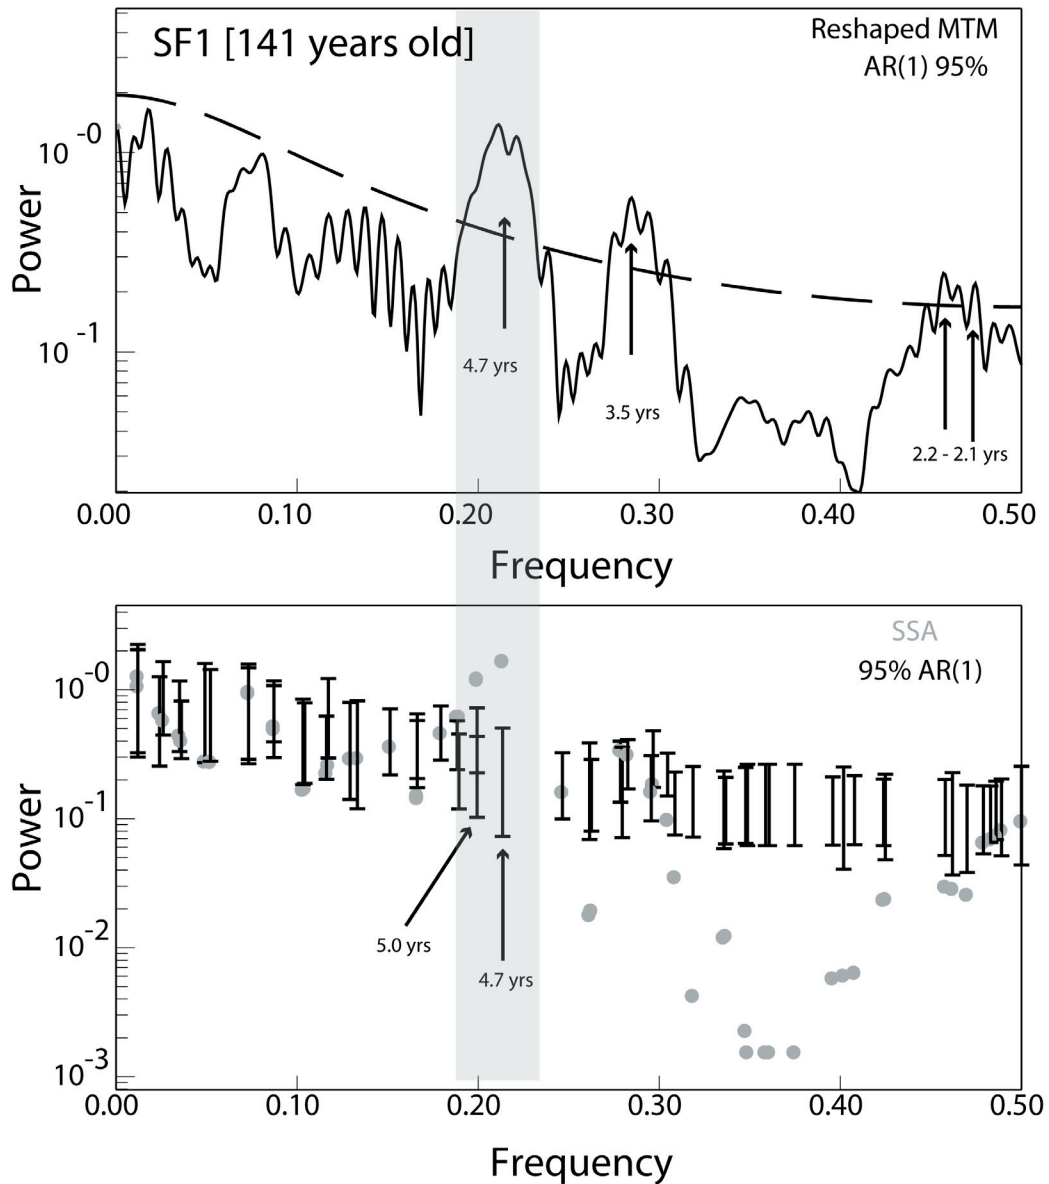 SF1 [141 years old]
Reshaped MTM
AR(1) 95%
Power
10 -0
10 -1
4.7 yrs
3.5 yrs
2.2 - 2.1 yrs
0.00 0.10 0.20 0.30 0.40 0.50
Frequency
SSA
95% AR(1)
Power
10 -0
10 -1
10 -2
10 -3
5.0 yrs
4.7 yrs
0.00 0.10 0.20 0.30 0.40 0.50
Frequency